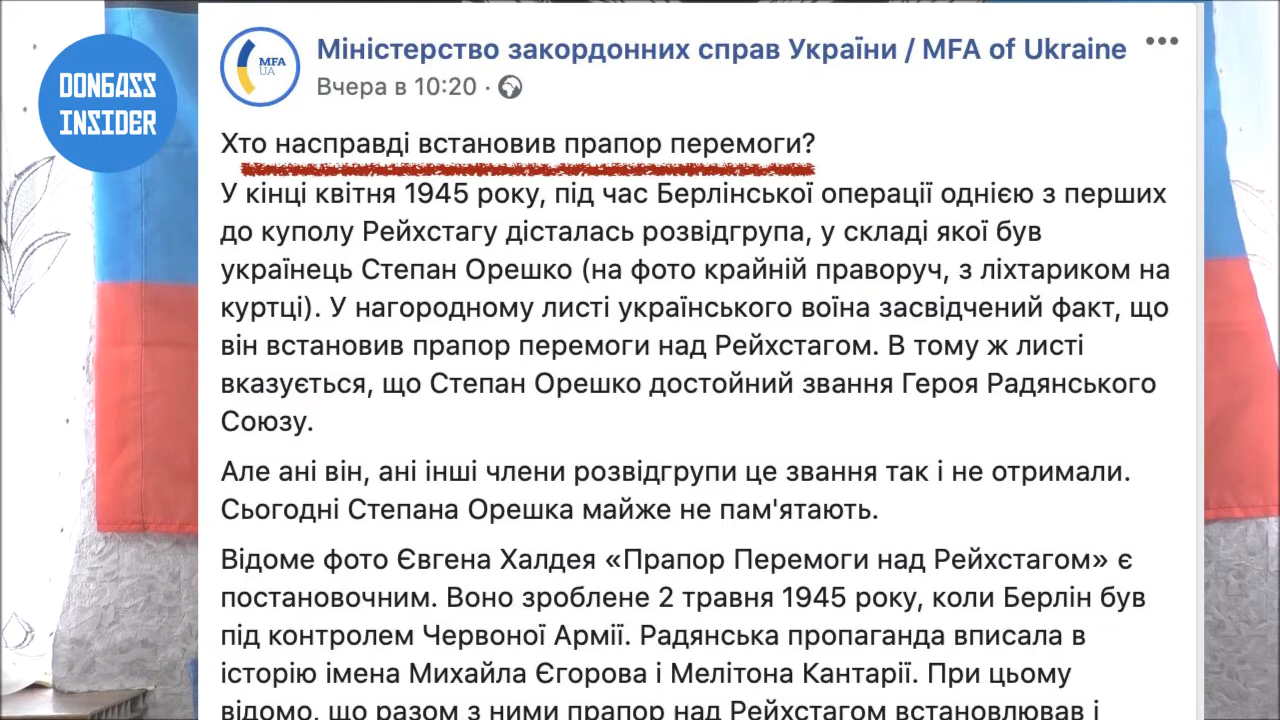 DONБASS
INSIDER
MFA
UA
Міністерство закордонних справ України / MFA of Ukraine
Вчера в 10:20 ·
Хто насправді встановив прапор перемоги?
У кінці квітня 1945 року, під час Берлінської операції однією з перших
до куполу Рейхстагу дісталась розвідгрупа, у складі якої був
українець Степан Орешко (на фото крайній праворуч, з ліхтариком на
куртці). У нагородному листі українського воїна засвідчений факт, що
він встановив прапор перемоги над Рейхстагом. В тому ж листі
вказується, що Степан Орешко достойний звання Героя Радянського
Союзу.
Але ані він, ані інші члени розвідгрупи це звання так і не отримали.
Сьогодні Степана Орешка майже не пам'ятають.
Відоме фото Євгена Халдея «Прапор Перемоги над Рейхстагом» є
постановочним. Воно зроблене 2 травня 1945 року, коли Берлін був
під контролем Червоної Армії. Радянська пропаганда вписала в
історію імена Михайла Єгорова і Мелітона Кантарії. При цьому
відомо, що разом з ними прапор над Рейхстагом встановлював і